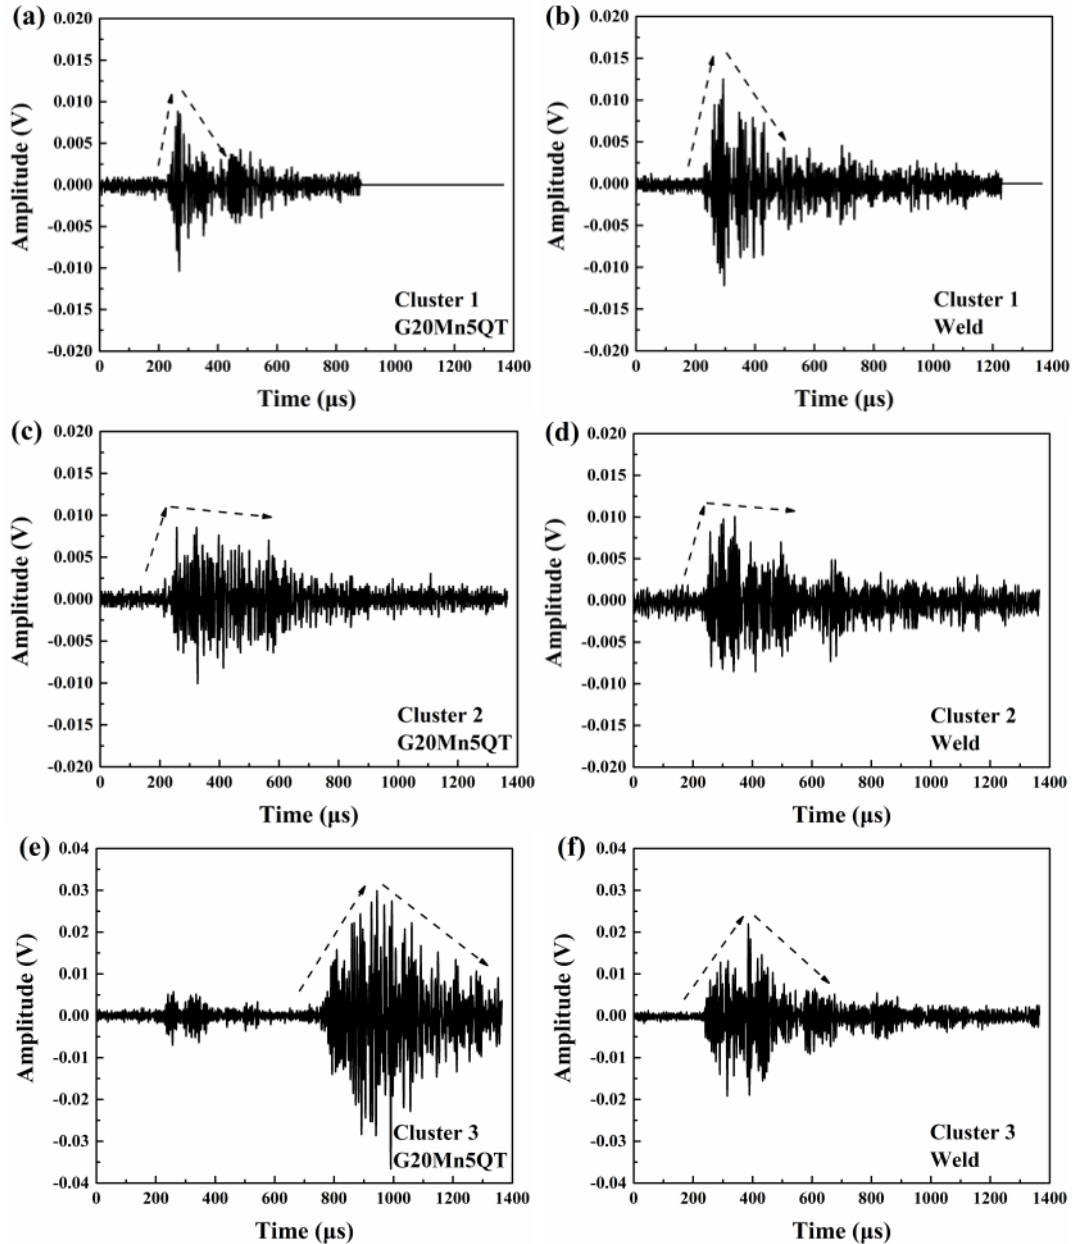 (a)
0.020
0.015
0.010
0.005
0.000
-0.005
-0.010
-0.015
-0.020
Amplitude (V)
Cluster 1
G20Mn5QT
0 200 400 600 800 1000 1200 1400
Time (μs)
(b)
0.020
0.015
0.010
0.005
0.000
-0.005
-0.010
-0.015
-0.020
Amplitude (V)
Cluster 1
Weld
0 200 400 600 800 1000 1200 1400
Time (μs)
(c)
0.020
0.015
0.010
0.005
0.000
-0.005
-0.010
-0.015
-0.020
Amplitude (V)
Cluster 2
G20Mn5QT
0 200 400 600 800 1000 1200 1400
Time (μs)
(d)
0.020
0.015
0.010
0.005
0.000
-0.005
-0.010
-0.015
-0.020
Amplitude (V)
Cluster 2
Weld
0 200 400 600 800 1000 1200 1400
Time (μs)
(e)
0.04
0.03
0.02
0.01
0.00
-0.01
-0.02
-0.03
-0.04
Amplitude (V)
Cluster 3
G20Mn5QT
0 200 400 600 800 1000 1200 1400
Time (μs)
(f)
0.04
0.03
0.02
0.01
0.00
-0.01
-0.02
-0.03
-0.04
Amplitude (V)
Cluster 3
Weld
0 200 400 600 800 1000 1200 1400
Time (μs)